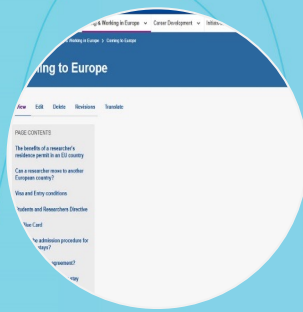 & Working in Europe Career Development
Working in Europe > Coming to Europe
to Europe
View Edit Delete Revisions Translate
PAGE CONTENTS
The benefits of a researcher's
residence permit in an EU country
Can a researcher move to another
European country?
Visa and Entry conditions
Students and Researchers Directive
Card
admission procedure for
agreement?